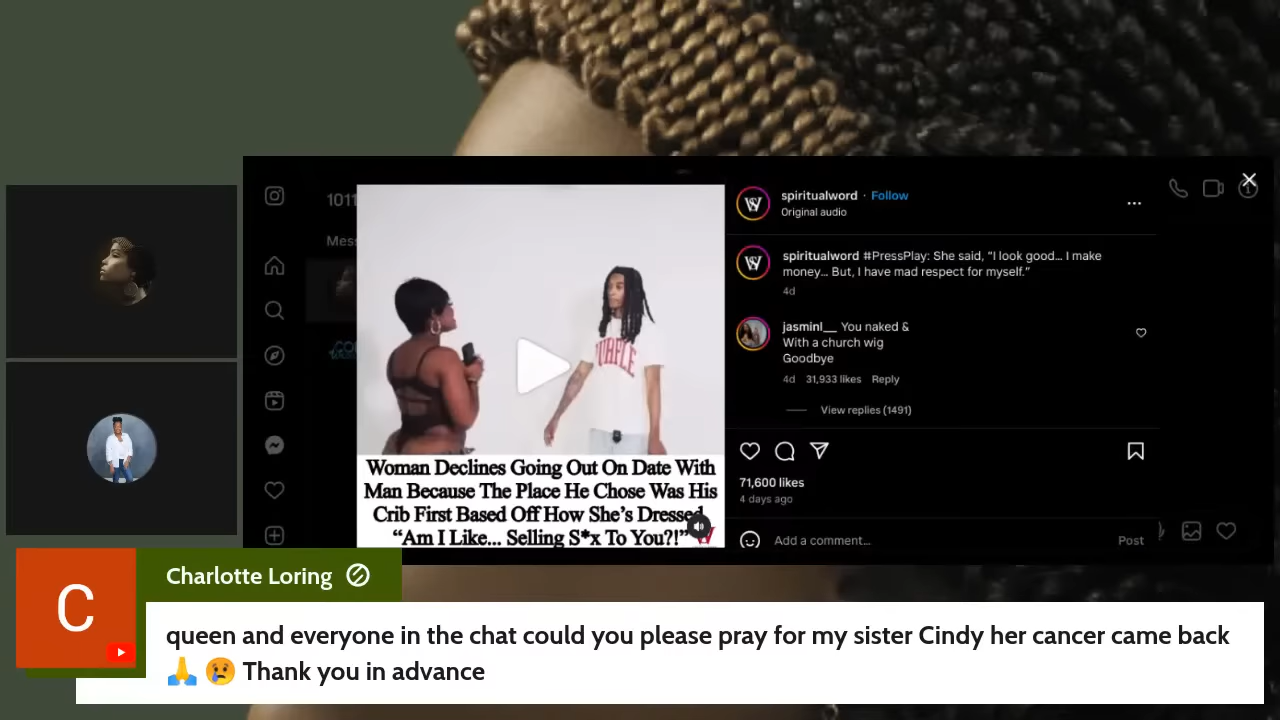 1011
Mess
spiritualword · Follow
Original audio
spiritualword #PressPlay: She said, “I look good... I make
money... But, I have mad respect for myself.”
4d
jasminl__ You naked &
With a church wig
Goodbye
4d 31,933 likes Reply
View replies (1491)
71,600 likes
4 days ago
Add a comment... Post
PURPLE
Woman Declines Going Out On Date With
Man Because The Place He Chose Was His
Crib First Based Off How She’s Dressed
“Am I Like... Selling S*x To You?!”
C
Charlotte Loring
queen and everyone in the chat could you please pray for my sister Cindy her cancer came back
🙏 😢 Thank you in advance